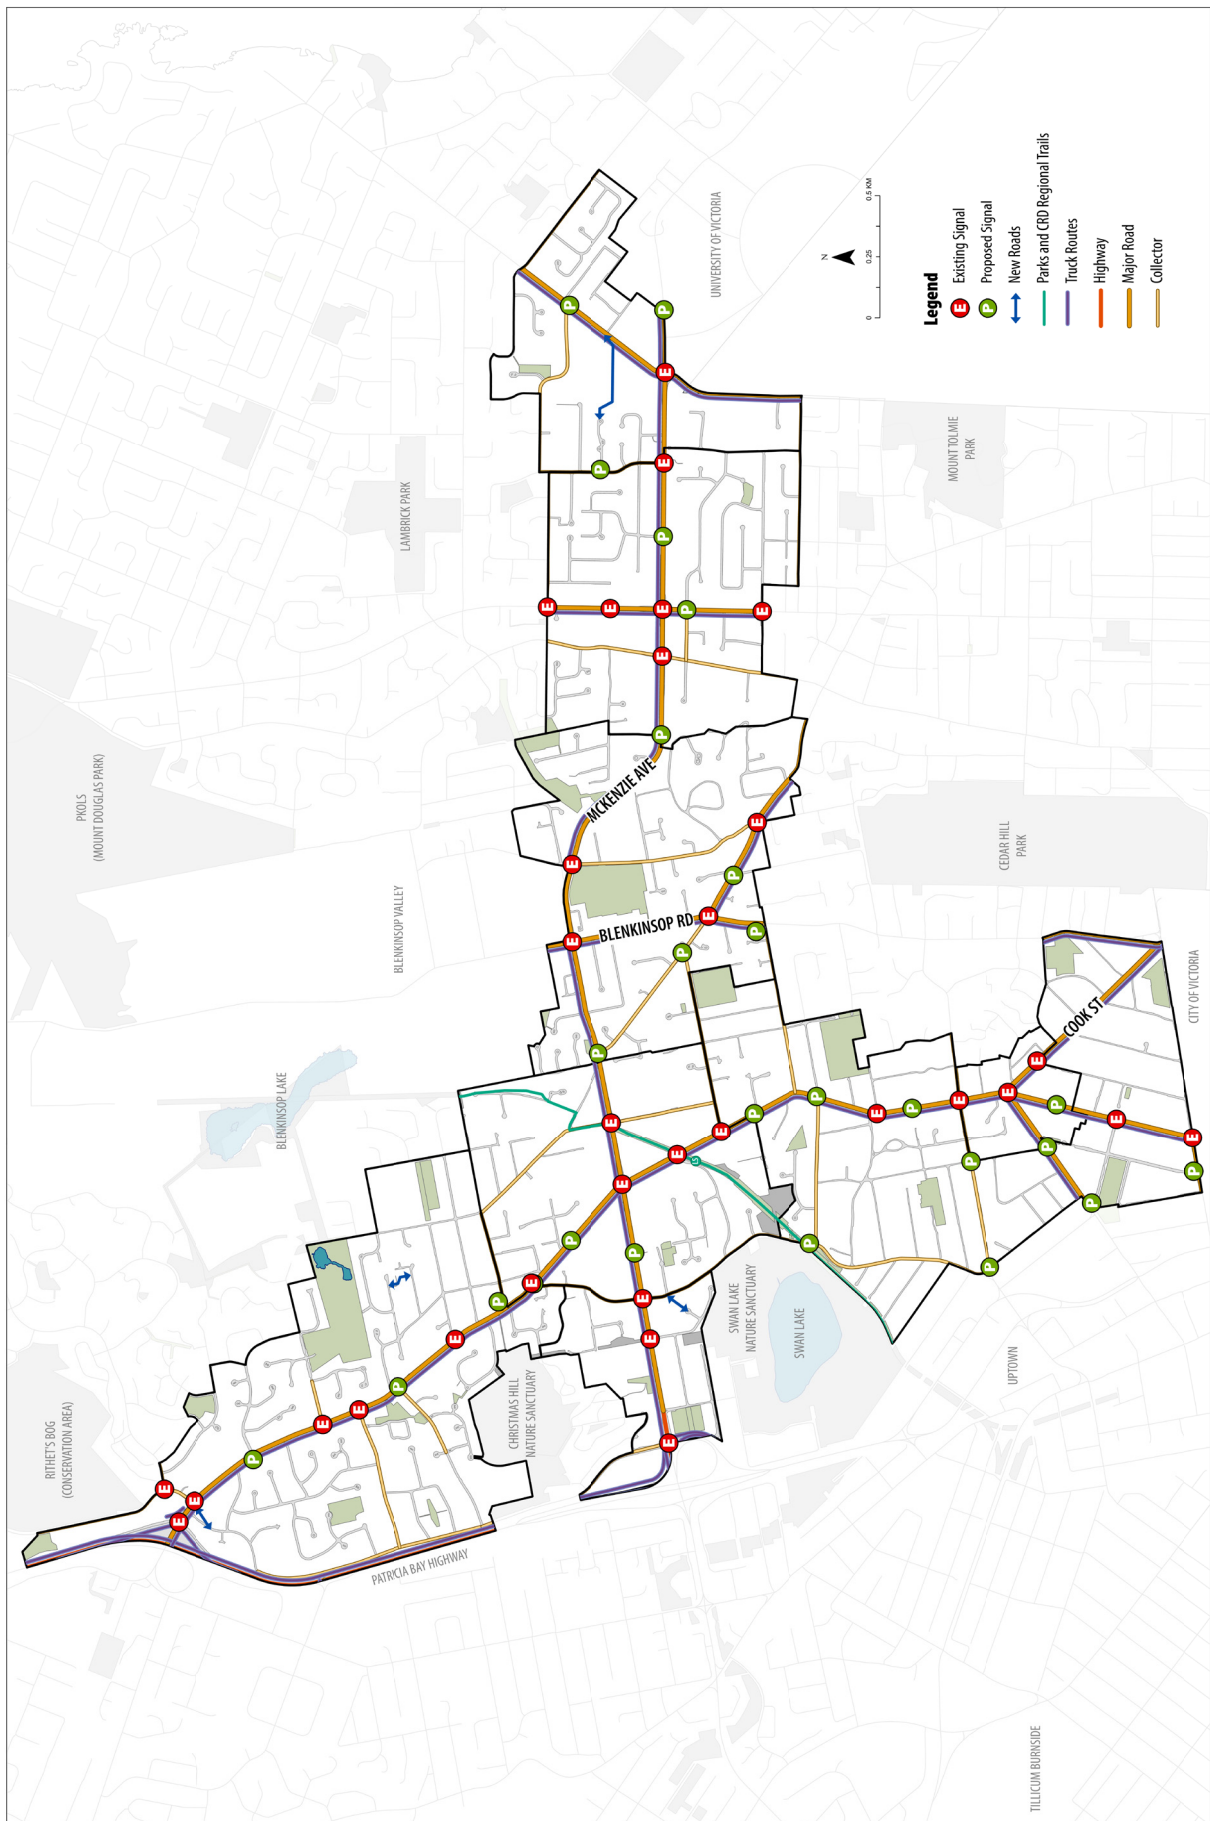 RITHET'S BOG
(CONSERVATION AREA)
PKOLS
(MOUNT DOUGLAS PARK)
BLENKINSOP LAKE
BLENKINSOP VALLEY
LAMBRICK PARK
PATRICIA BAY HIGHWAY
CHRISTMAS HILL
NATURE SANCTUARY
MCKENZIE AVE
BLENKINSOP RD
UNIVERSITY OF VICTORIA
SWAN LAKE
NATURE SANCTUARY
SWAN LAKE
UPTOWN
COOK ST
CEDAR HILL
PARK
MOUNT TOLMIE
PARK
CITY OF VICTORIA
TILLICUM BURNSIDE
N
0
0.25
0.5 KM
Legend
E Existing Signal
P Proposed Signal
New Roads
Parks and CRD Regional Trails
Truck Routes
Highway
Major Road
Collector
E
E
E
P
E
E
P
E
P
E
P
E
E
E
P
E
E
E
P
E
E
P
E
E
E
E
P
E
P
E
P
E
P
E
P
P
P
E
P
E
P
P
E
P
E
P
P
P
E
E
P
P
P
E
E
P